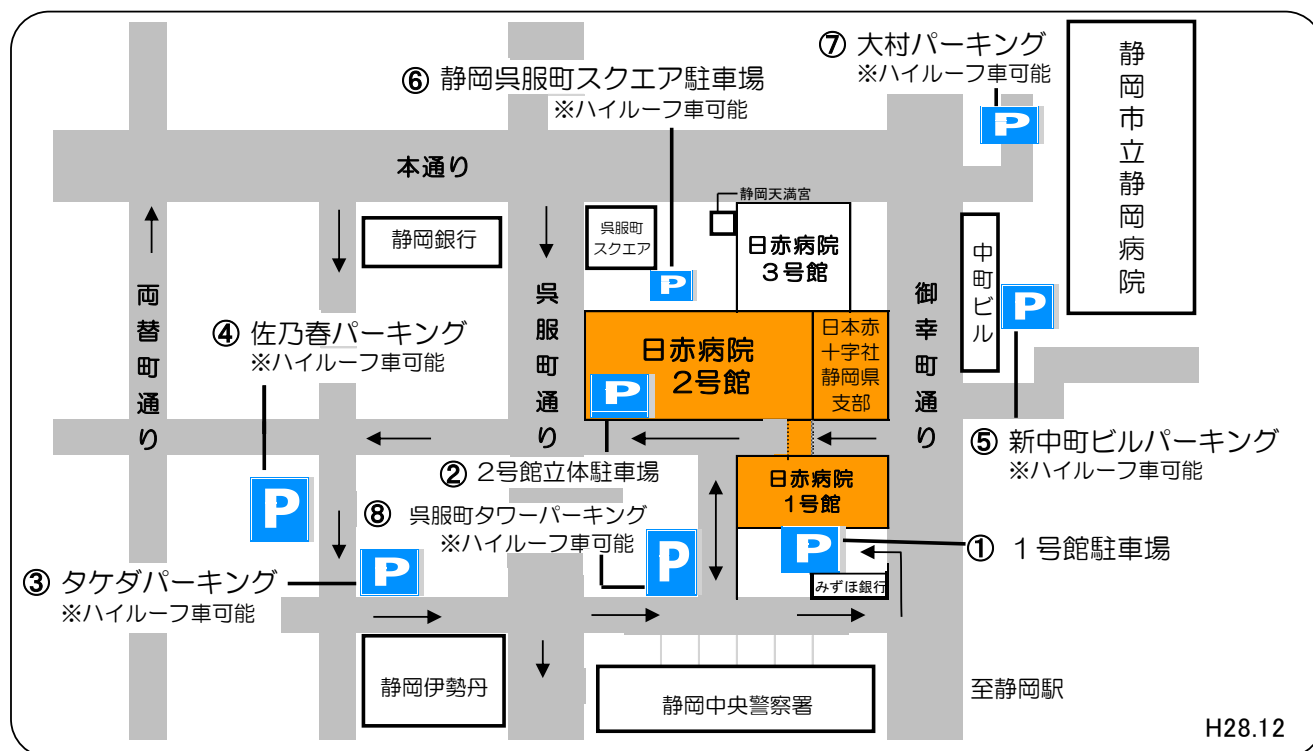 ⑦ 大村パーキング
※ハイルーフ車可能
⑥ 静岡呉服町スクエア駐車場
※ハイルーフ車可能
静岡市立静岡病院
本通り
静岡天満宮
静岡銀行
呉服町
スクエア
日赤病院
3号館
中町ビル
両替町通り
呉服町通り
御幸町通り
④ 佐乃春パーキング
※ハイルーフ車可能
日赤病院
2号館
日本赤
十字社
静岡県
支部
⑤ 新中町ビルパーキング
※ハイルーフ車可能
② 2号館立体駐車場
日赤病院
1号館
⑧ 呉服町タワーパーキング
※ハイルーフ車可能
① 1号館駐車場
③ タケダパーキング
※ハイルーフ車可能
みずほ銀行
P
P
P
P
P
P
P
P
静岡伊勢丹
静岡中央警察署
至静岡駅
H28.12